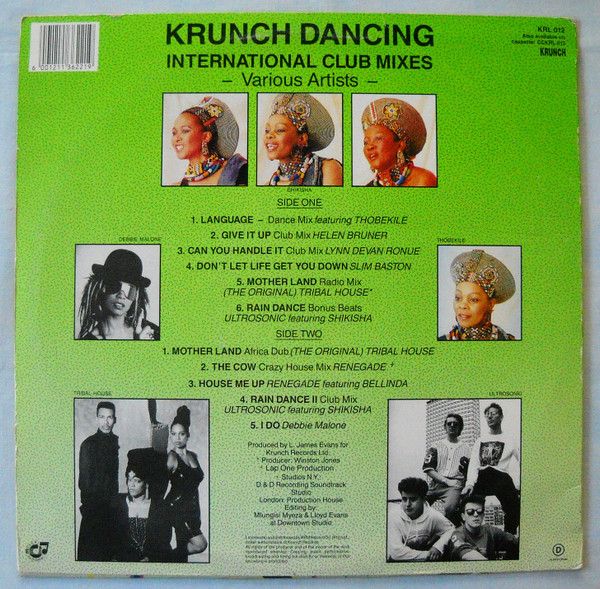 KRUNCH DANCING
INTERNATIONAL CLUB MIXES
– Various Artists –
KRL 012
Also available on
KRUNCH
6 001211 362219
SHIKISHA
SIDE ONE
1. LANGUAGE – Dance Mix featuring THOBEKILE
2. GIVE IT UP Club Mix HELEN BRUNER
3. CAN YOU HANDLE IT Club Mix LYNN DEVAN RONUE
4. DON'T LET LIFE GET YOU DOWN SLIM BASTON
5. MOTHER LAND Radio Mix
(THE ORIGINAL) TRIBAL HOUSE*
6. RAIN DANCE Bonus Beats
ULTROSONIC featuring SHIKISHA
DEBBIE MALONE
THOBEKILE
SIDE TWO
1. MOTHER LAND Africa Dub (THE ORIGINAL) TRIBAL HOUSE
2. THE COW Crazy House Mix RENEGADE +
3. HOUSE ME UP RENEGADE featuring BELLINDA
4. RAIN DANCE II Club Mix
ULTROSONIC featuring SHIKISHA
5. I DO Debbie Malone
TRIBAL HOUSE
ULTROSONIC
Produced by L. James Evans for
Krunch Records Ltd.
* Producer: Winston Jones
+ Lap One Production
+ Studios N.Y.:
D & D Recording Soundtrack
Studio
London: Production House
Editing by:
Mlungisi Myeza & Lloyd Evans
at Downtown Studio
D